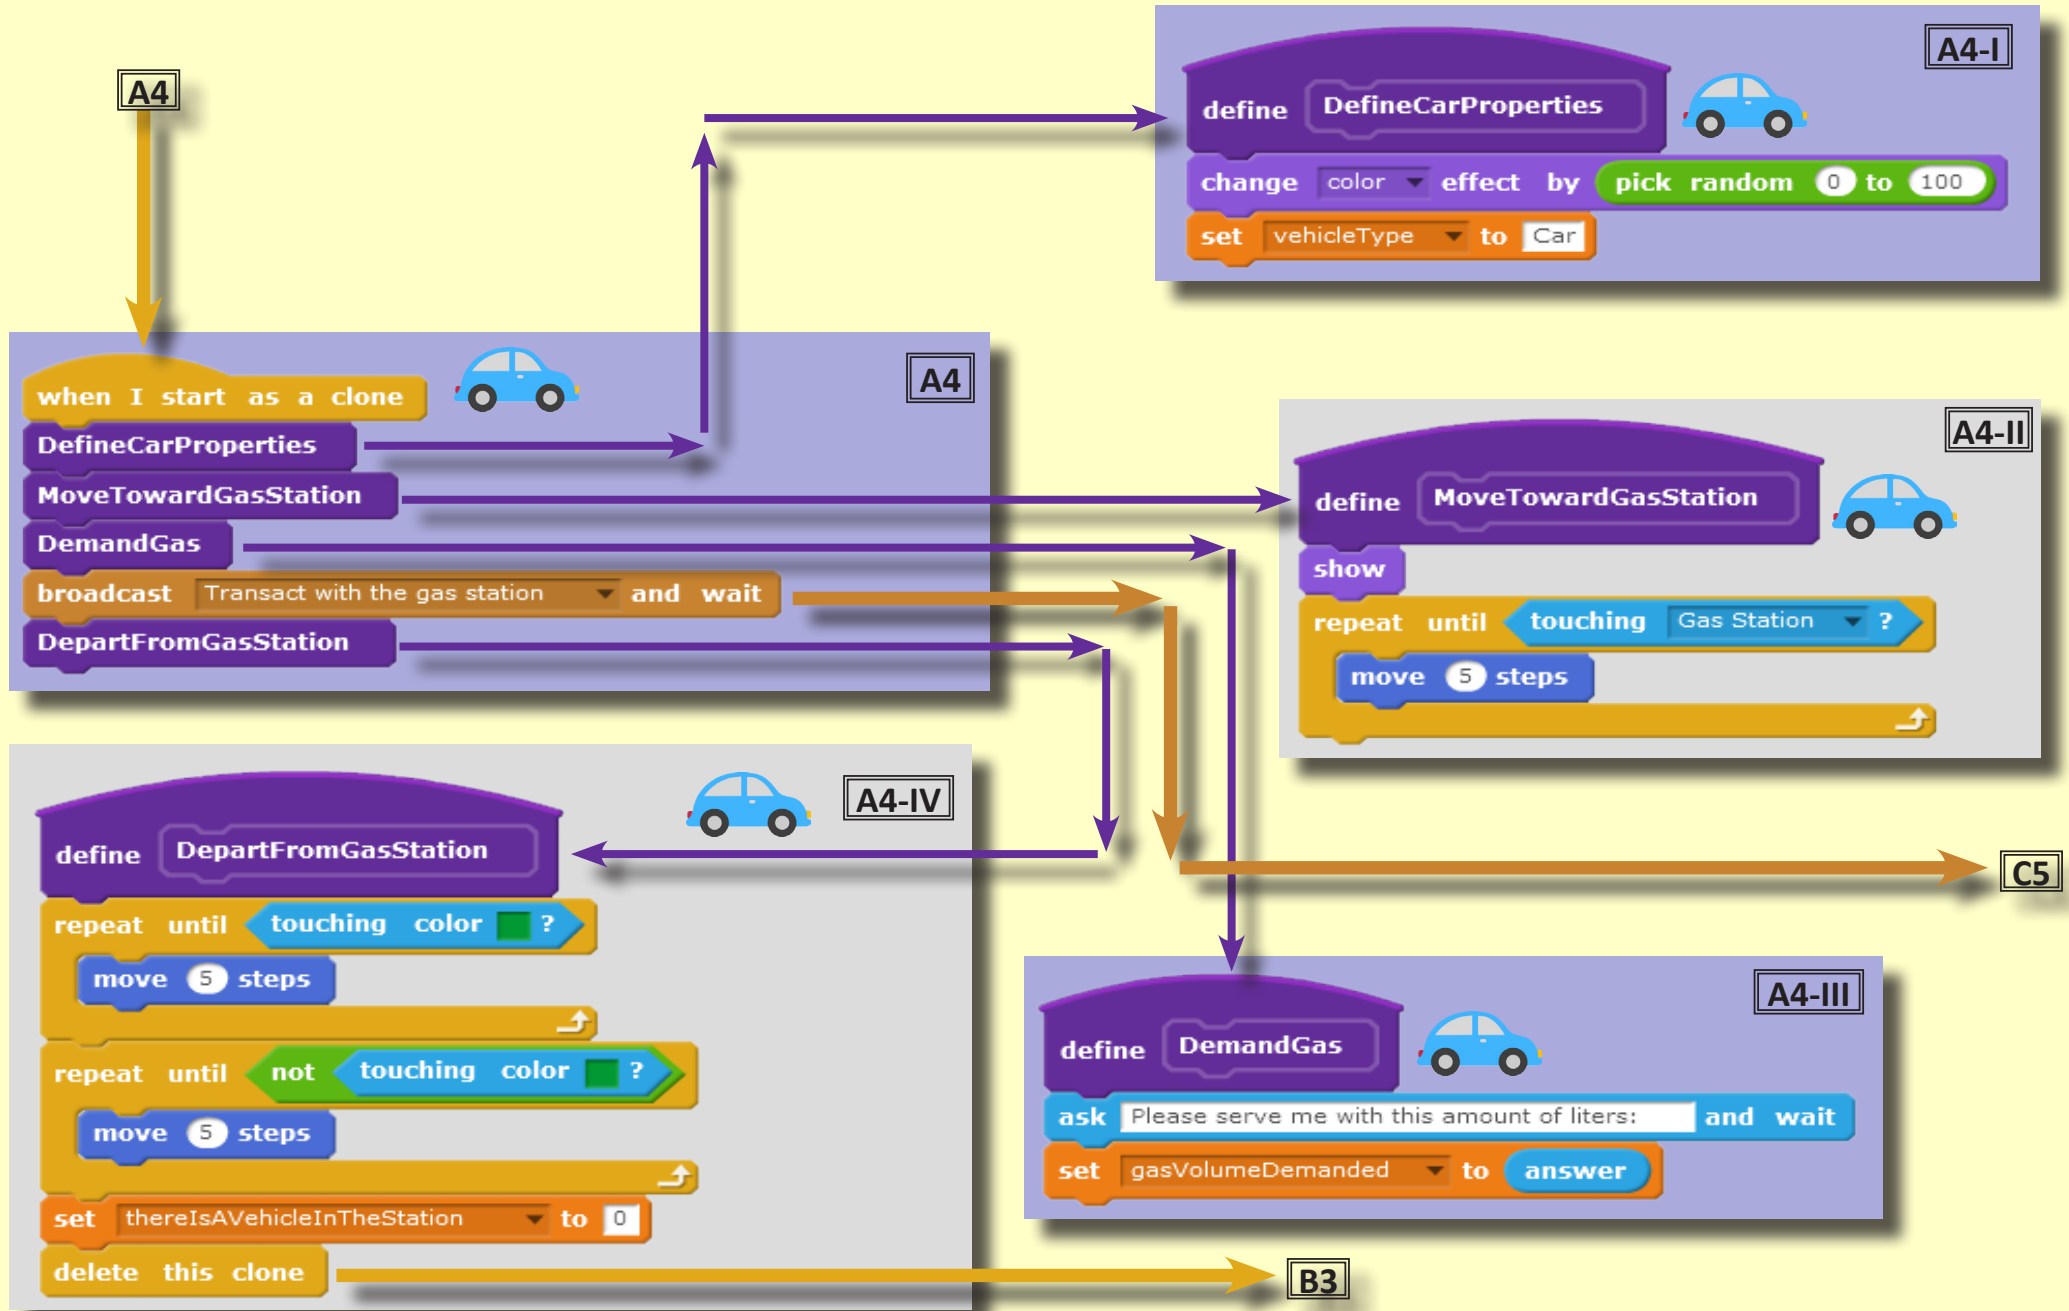 A4
A4-I
define DefineCarProperties
change color effect by pick random 0 to 100
set vehicleType to Car
A4
when I start as a clone
DefineCarProperties
MoveTowardGasStation
DemandGas
broadcast Transact with the gas station and wait
DepartFromGasStation
A4-II
define MoveTowardGasStation
show
repeat until touching Gas Station ?
move 5 steps
A4-IV
define DepartFromGasStation
repeat until touching color ?
move 5 steps
repeat until not touching color ?
move 5 steps
set thereIsAVehicleInTheStation to 0
delete this clone
C5
A4-III
define DemandGas
ask Please serve me with this amount of liters: and wait
set gasVolumeDemanded to answer
B3